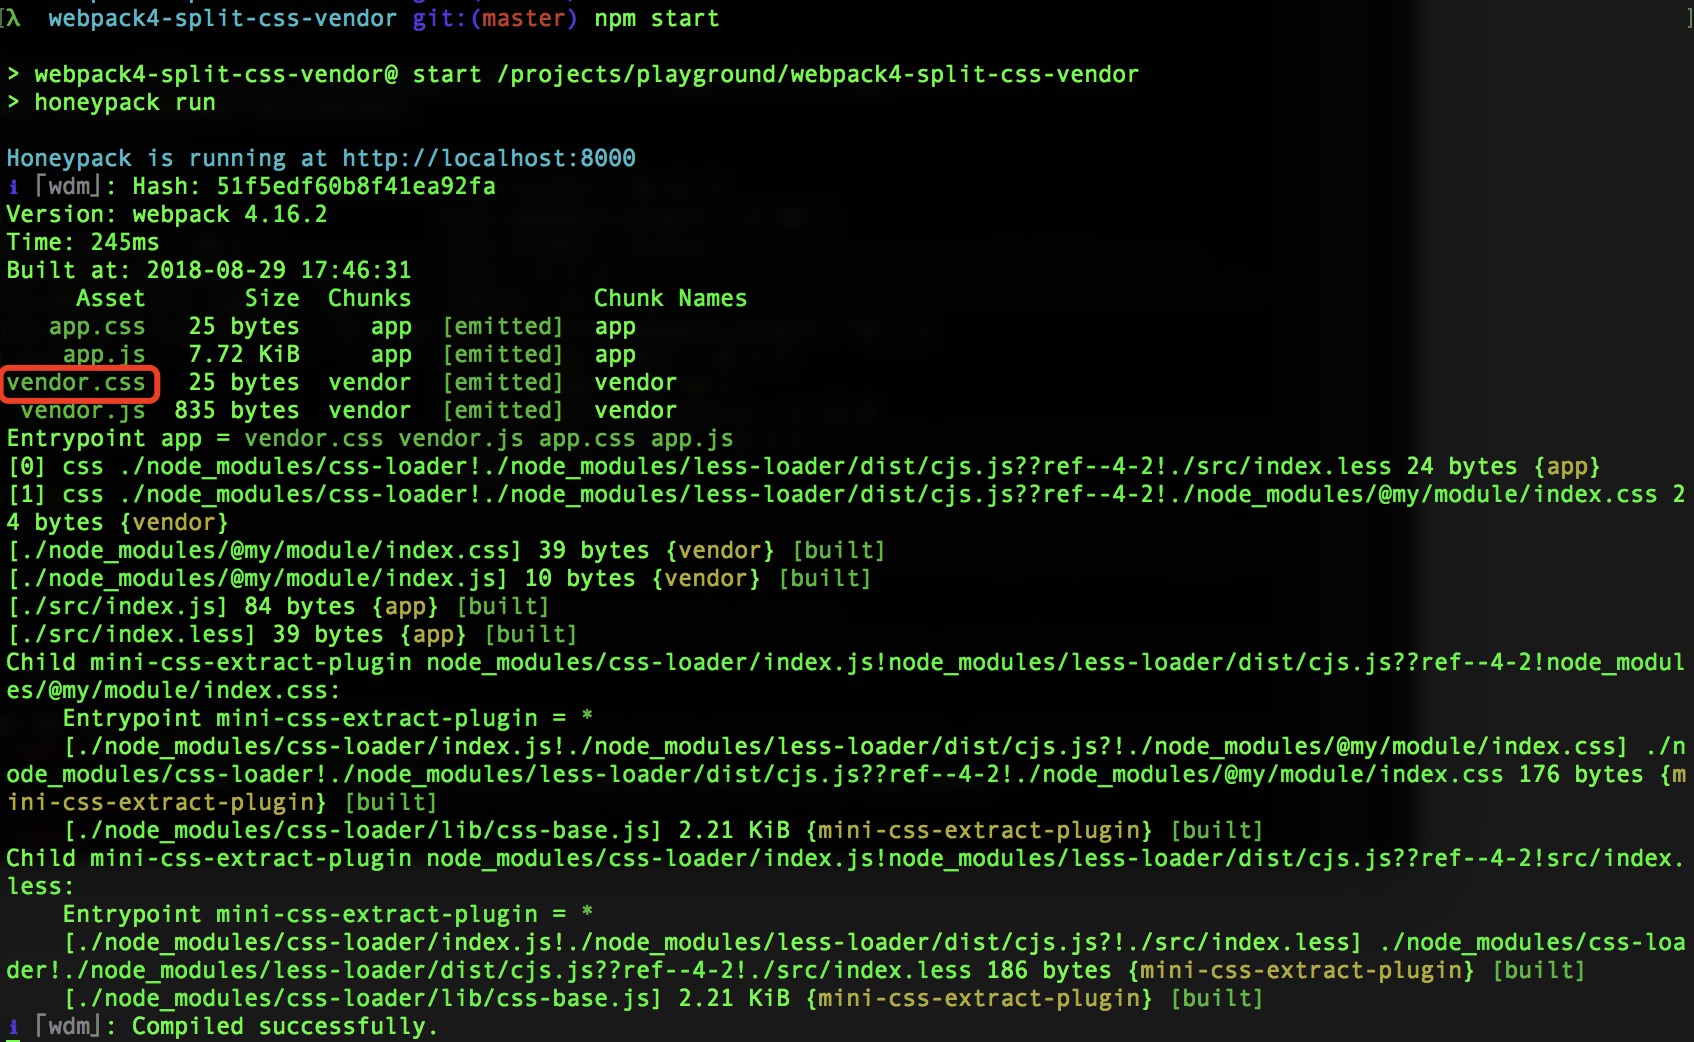 [λ  webpack4-split-css-vendor git:(master) npm start ]
> webpack4-split-css-vendor@ start /projects/playground/webpack4-split-css-vendor
> honeypack run
Honeypack is running at http://localhost:8000
ℹ ｢wdm｣: Hash: 51f5edf60b8f41ea92fa
Version: webpack 4.16.2
Time: 245ms
Built at: 2018-08-29 17:46:31
     Asset       Size  Chunks             Chunk Names
   app.css   25 bytes     app  [emitted]  app
    app.js   7.72 KiB     app  [emitted]  app
vendor.css   25 bytes  vendor  [emitted]  vendor
 vendor.js  835 bytes  vendor  [emitted]  vendor
Entrypoint app = vendor.css vendor.js app.css app.js
[0] css ./node_modules/css-loader!./node_modules/less-loader/dist/cjs.js??ref--4-2!./src/index.less 24 bytes {app}
[1] css ./node_modules/css-loader!./node_modules/less-loader/dist/cjs.js??ref--4-2!./node_modules/@my/module/index.css 2
4 bytes {vendor}
[./node_modules/@my/module/index.css] 39 bytes {vendor} [built]
[./node_modules/@my/module/index.js] 10 bytes {vendor} [built]
[./src/index.js] 84 bytes {app} [built]
[./src/index.less] 39 bytes {app} [built]
Child mini-css-extract-plugin node_modules/css-loader/index.js!node_modules/less-loader/dist/cjs.js??ref--4-2!node_modul
es/@my/module/index.css:
    Entrypoint mini-css-extract-plugin = *
    [./node_modules/css-loader/index.js!./node_modules/less-loader/dist/cjs.js?!./node_modules/@my/module/index.css] ./n
ode_modules/css-loader!./node_modules/less-loader/dist/cjs.js??ref--4-2!./node_modules/@my/module/index.css 176 bytes {m
ini-css-extract-plugin} [built]
    [./node_modules/css-loader/lib/css-base.js] 2.21 KiB {mini-css-extract-plugin} [built]
Child mini-css-extract-plugin node_modules/css-loader/index.js!node_modules/less-loader/dist/cjs.js??ref--4-2!src/index.
less:
    Entrypoint mini-css-extract-plugin = *
    [./node_modules/css-loader/index.js!./node_modules/less-loader/dist/cjs.js?!./src/index.less] ./node_modules/css-loa
der!./node_modules/less-loader/dist/cjs.js??ref--4-2!./src/index.less 186 bytes {mini-css-extract-plugin} [built]
    [./node_modules/css-loader/lib/css-base.js] 2.21 KiB {mini-css-extract-plugin} [built]
ℹ ｢wdm｣: Compiled successfully.